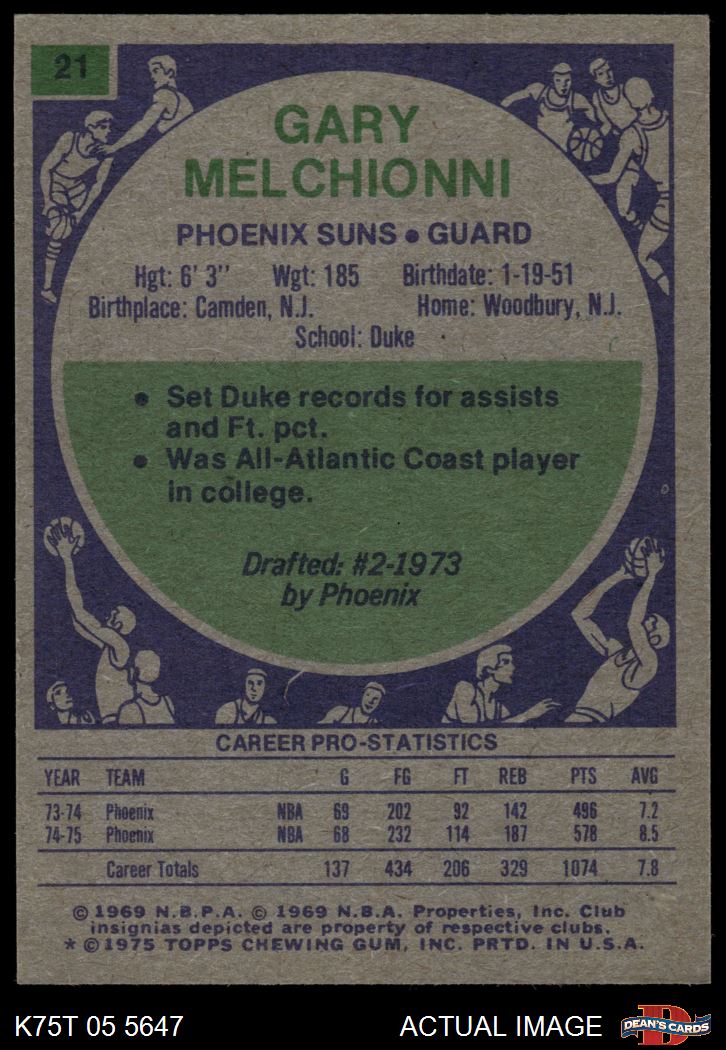 21
GARY
MELCHIONNI
PHOENIX SUNS • GUARD
Hgt: 6' 3" Wgt: 185 Birthdate: 1-19-51
Birthplace: Camden, N.J. Home: Woodbury, N.J.
School: Duke
• Set Duke records for assists
and Ft. pct.
• Was All-Atlantic Coast player
in college.
Drafted: #2-1973
by Phoenix
CAREER PRO-STATISTICS
YEAR TEAM G FG FT REB PTS AVG
73-74 Phoenix NBA 69 202 92 142 496 7.2
74-75 Phoenix NBA 68 232 114 187 578 8.5
Career Totals 137 434 206 329 1074 7.8
© 1969 N.B.P.A. © 1969 N.B.A. Properties, Inc. Club
insignias depicted are property of respective clubs.
* © 1975 TOPPS CHEWING GUM, INC. PRTD. IN U.S.A.
K75T 05 5647 ACTUAL IMAGE D DEAN'S CARDS